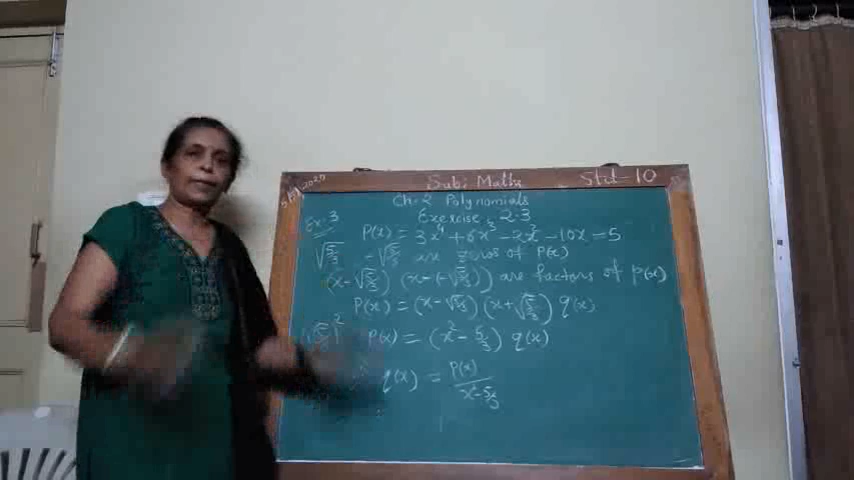 Sub: Maths Std-10
Ch-2 Polynomials
Exercise 2.3
Ex. 3 P(x) = 3x⁴ + 6x³ - 2x² - 10x = 5
√5/3 -√5/3 are zeros of P(x)
(x - √5/3) (x - (-√5/3)) are factors of p(x)
P(x) = (x - √5/3) (x + √5/3) q(x)
P(x) = (x² - 5/3) q(x)
q(x) = P(x)/x² - 5/3